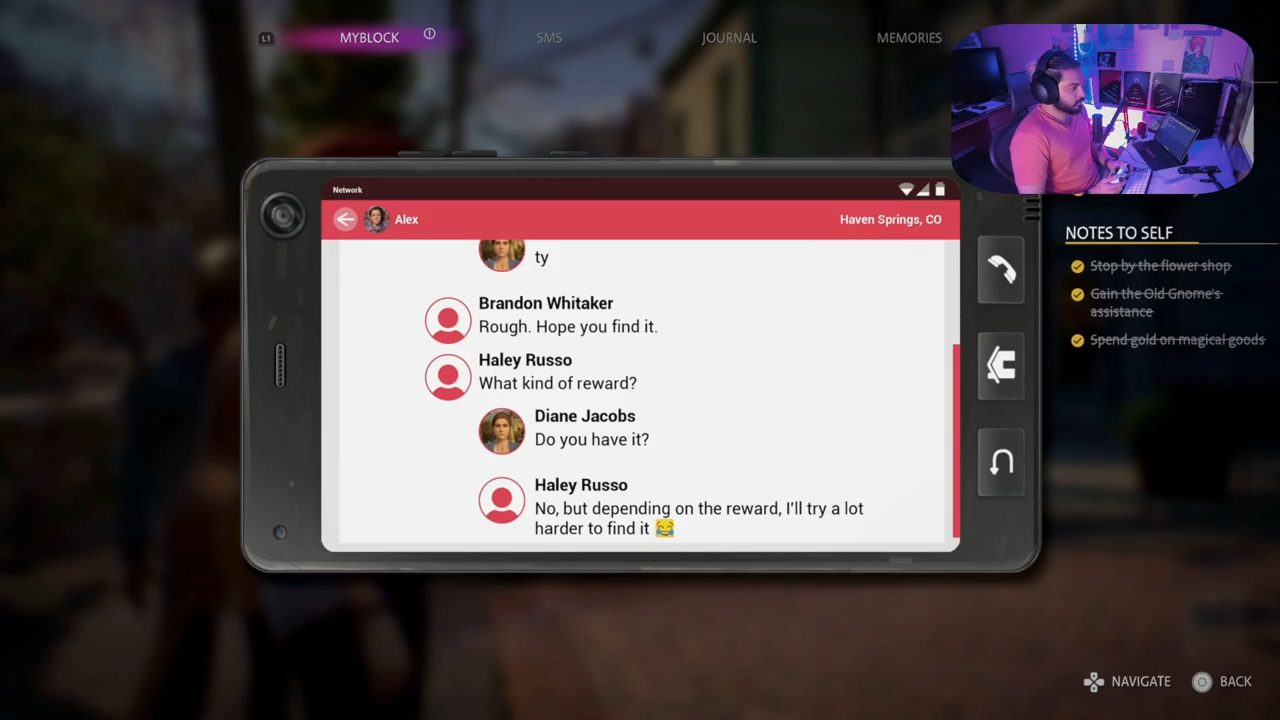 L1
MYBLOCK
SMS
JOURNAL
MEMORIES
Network
Alex
Haven Springs, CO
ty
Brandon Whitaker
Rough. Hope you find it.
Haley Russo
What kind of reward?
Diane Jacobs
Do you have it?
Haley Russo
No, but depending on the reward, I'll try a lot
harder to find it 😂
NOTES TO SELF
Stop by the flower shop
Gain the Old Gnome's
assistance
Spend gold on magical goods
NAVIGATE
BACK